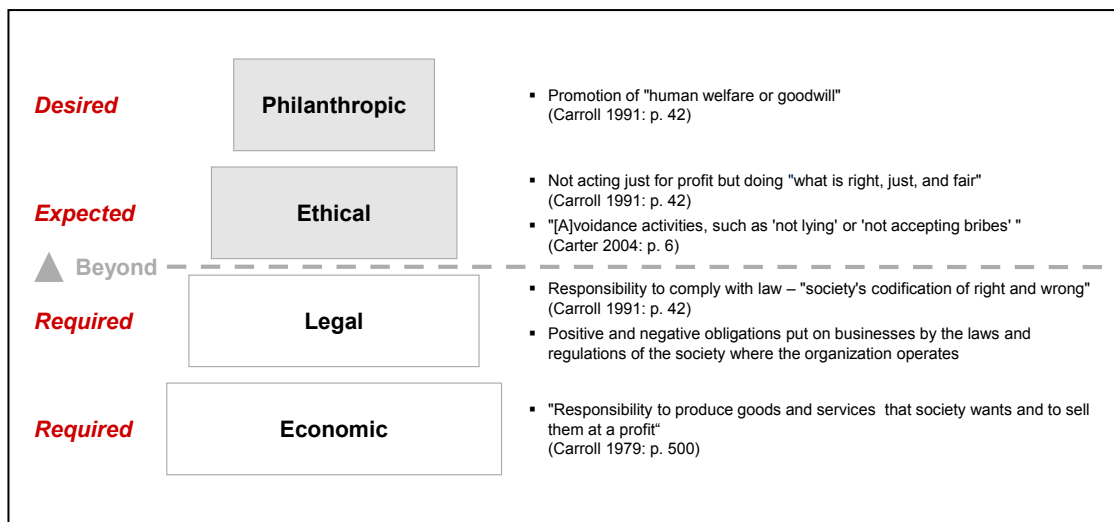 Desired
Philanthropic
▪ Promotion of "human welfare or goodwill"
(Carroll 1991: p. 42)
Expected
Ethical
▪ Not acting just for profit but doing "what is right, just, and fair"
(Carroll 1991: p. 42)
▪ "[A]voidance activities, such as 'not lying' or 'not accepting bribes' "
(Carter 2004: p. 6)
Beyond
Required
Legal
▪ Responsibility to comply with law – "society's codification of right and wrong"
(Carroll 1991: p. 42)
▪ Positive and negative obligations put on businesses by the laws and
regulations of the society where the organization operates
Required
Economic
▪ "Responsibility to produce goods and services  that society wants and to sell
them at a profit“
(Carroll 1979: p. 500)